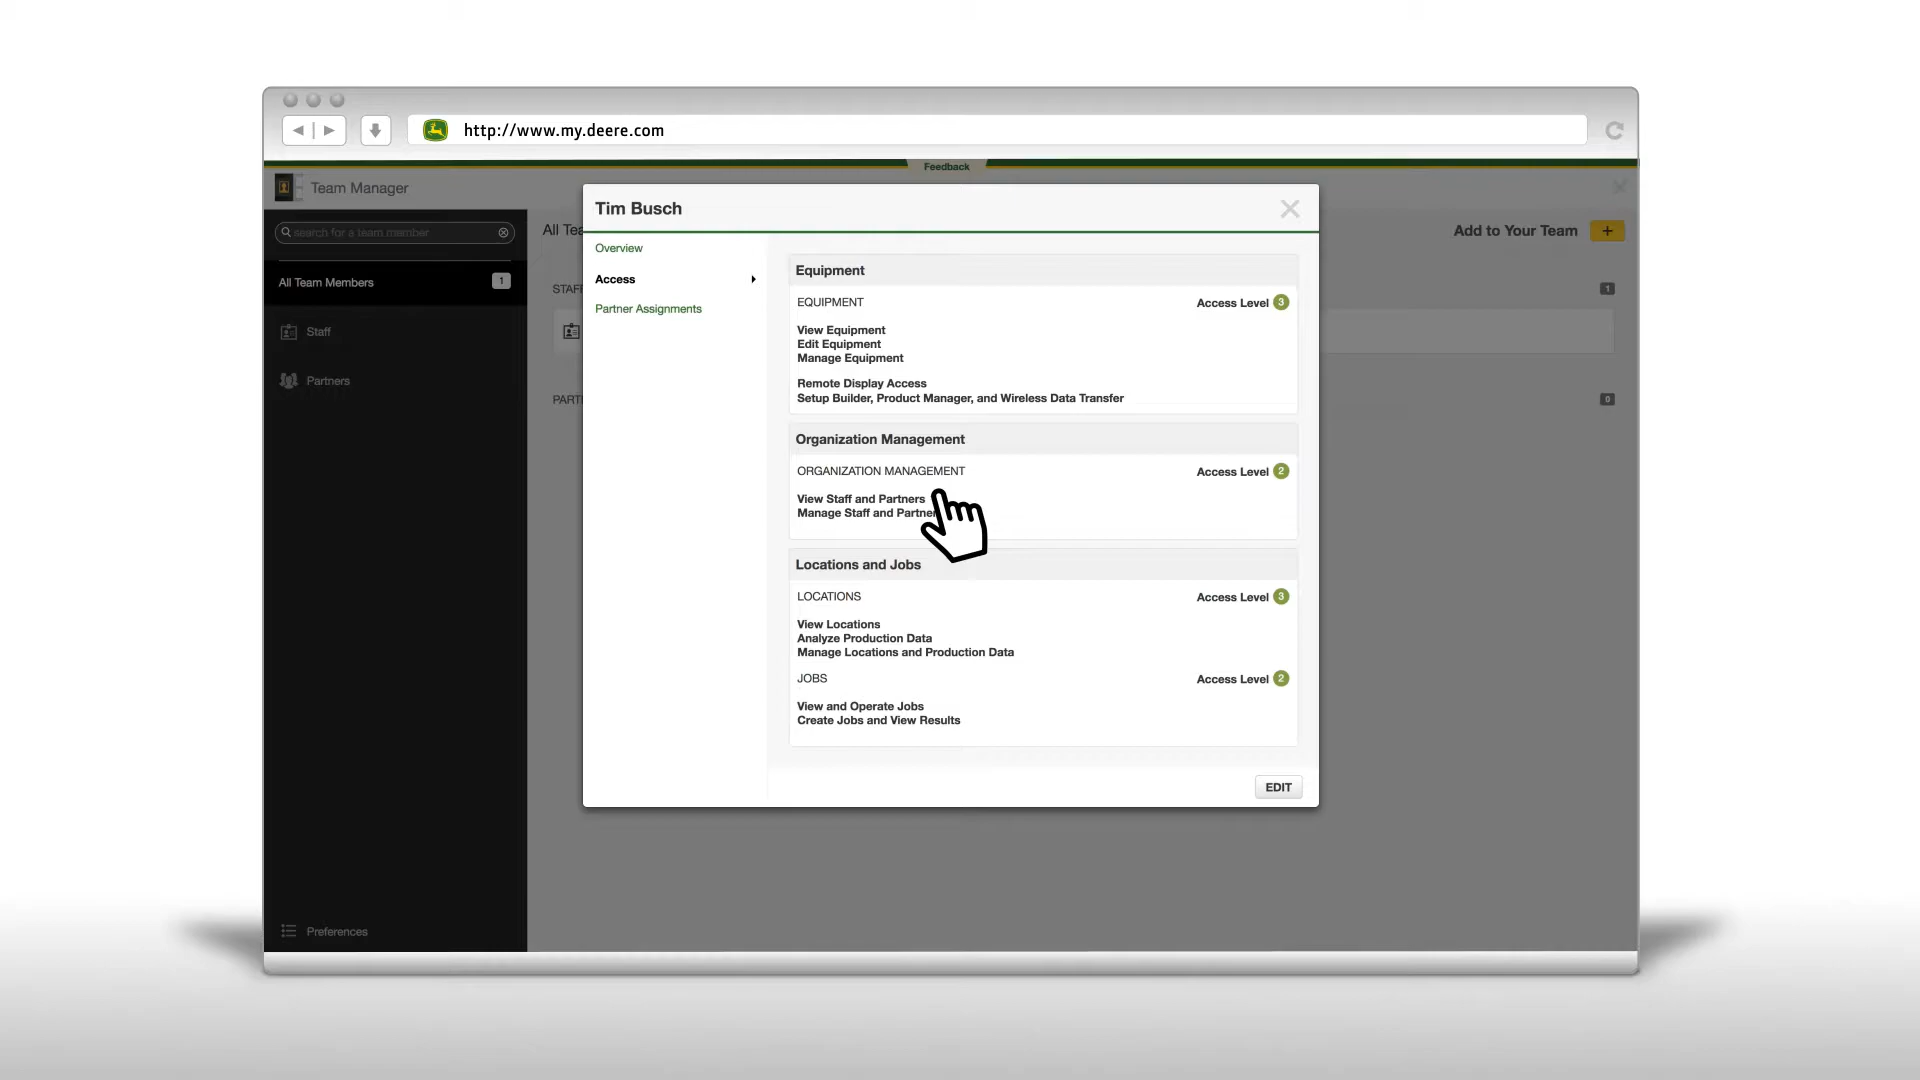 http://www.my.deere.com
Feedback
Team Manager
search for a team member
All Team Members 1
Staff
Partners
Preferences
All Tea
Add to Your Team +
STAFF
1
PARTI
0
Tim Busch
Overview
Access
Partner Assignments
Equipment
EQUIPMENT Access Level 3
View Equipment
Edit Equipment
Manage Equipment
Remote Display Access
Setup Builder, Product Manager, and Wireless Data Transfer
Organization Management
ORGANIZATION MANAGEMENT Access Level 2
View Staff and Partners
Manage Staff and Partner
Locations and Jobs
LOCATIONS Access Level 3
View Locations
Analyze Production Data
Manage Locations and Production Data
JOBS Access Level 2
View and Operate Jobs
Create Jobs and View Results
EDIT